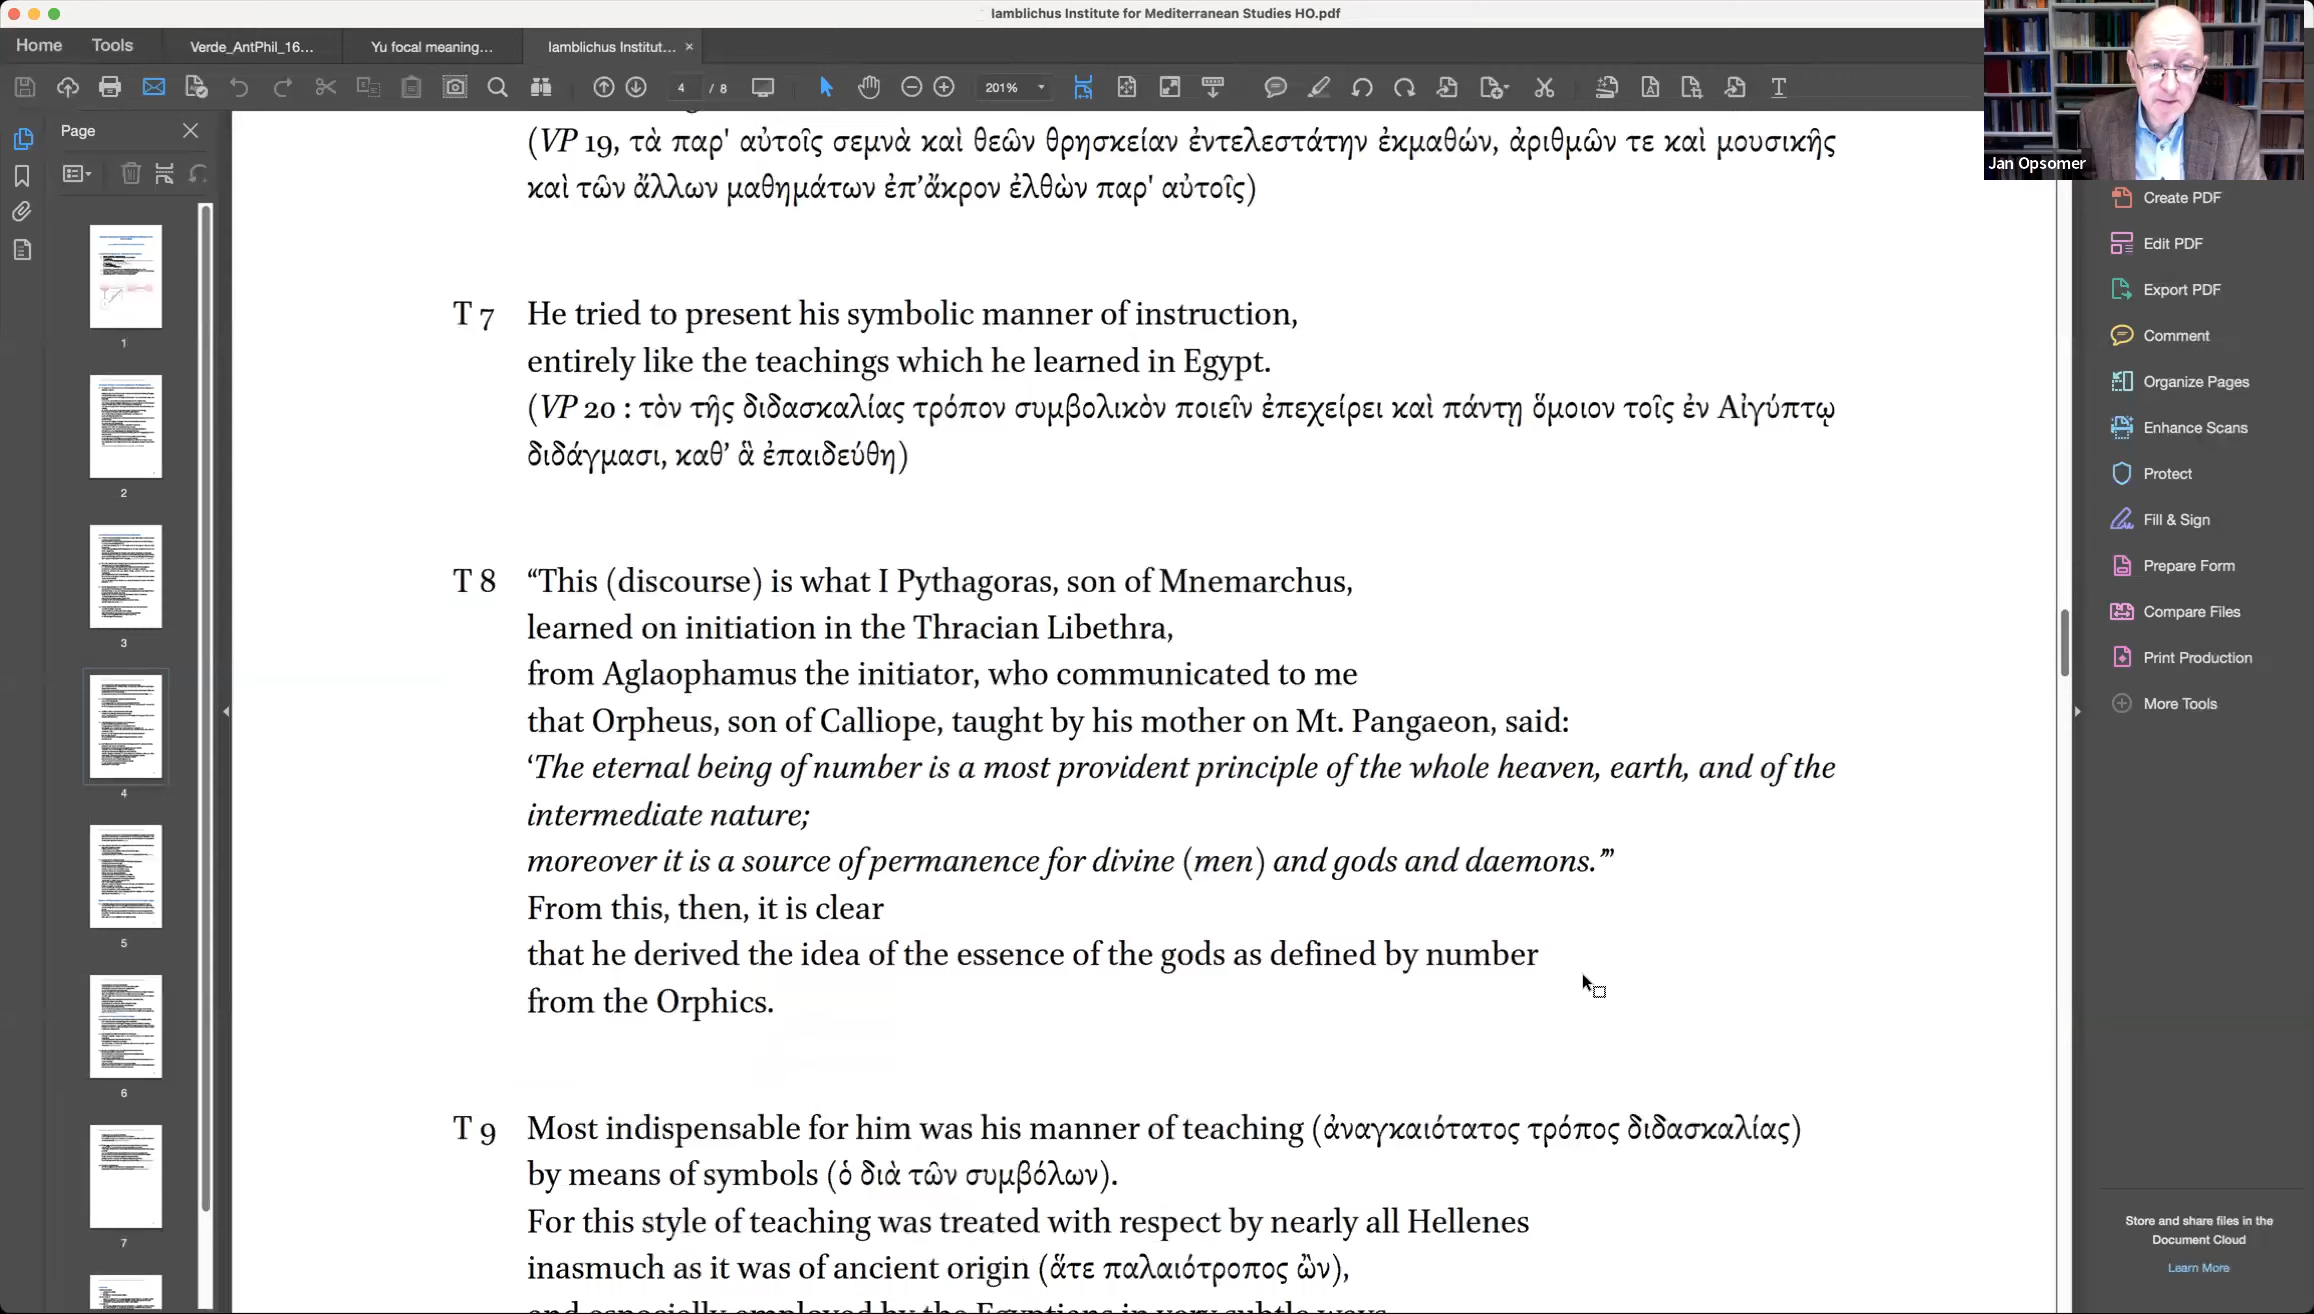 Iamblichus Institute for Mediterranean Studies HO.pdf
Home
Tools
Verde_AntPhil_16...
Yu focal meaning...
Iamblichus Institut...
4 / 8
201%
Page
1
2
3
4
5
6
7
(VP 19, τὰ παρ' αὐτοῖς σεμνὰ καὶ θεῶν θρησκείαν ἐντελεστάτην ἐκμαθών, ἀριθμῶν τε καὶ μουσικῆς
καὶ τῶν ἄλλων μαθημάτων ἐπ’ἄκρον ἐλθὼν παρ' αὐτοῖς)
T 7 He tried to present his symbolic manner of instruction,
entirely like the teachings which he learned in Egypt.
(VP 20 : τὸν τῆς διδασκαλίας τρόπον συμβολικὸν ποιεῖν ἐπεχείρει καὶ πάντῃ ὅμοιον τοῖς ἐν Αἰγύπτῳ
διδάγμασι, καθ’ ἃ ἐπαιδεύθη)
T 8 “This (discourse) is what I Pythagoras, son of Mnemarchus,
learned on initiation in the Thracian Libethra,
from Aglaophamus the initiator, who communicated to me
that Orpheus, son of Calliope, taught by his mother on Mt. Pangaeon, said:
‘The eternal being of number is a most provident principle of the whole heaven, earth, and of the
intermediate nature;
moreover it is a source of permanence for divine (men) and gods and daemons.’”
From this, then, it is clear
that he derived the idea of the essence of the gods as defined by number
from the Orphics.
T 9 Most indispensable for him was his manner of teaching (ἀναγκαιότατος τρόπος διδασκαλίας)
by means of symbols (ὁ διὰ τῶν συμβόλων).
For this style of teaching was treated with respect by nearly all Hellenes
inasmuch as it was of ancient origin (ἅτε παλαιότροπος ὢν),
and especially employed by the Egyptians in very subtle ways
Jan Opsomer
Create PDF
Edit PDF
Export PDF
Comment
Organize Pages
Enhance Scans
Protect
Fill & Sign
Prepare Form
Compare Files
Print Production
More Tools
Store and share files in the
Document Cloud
Learn More